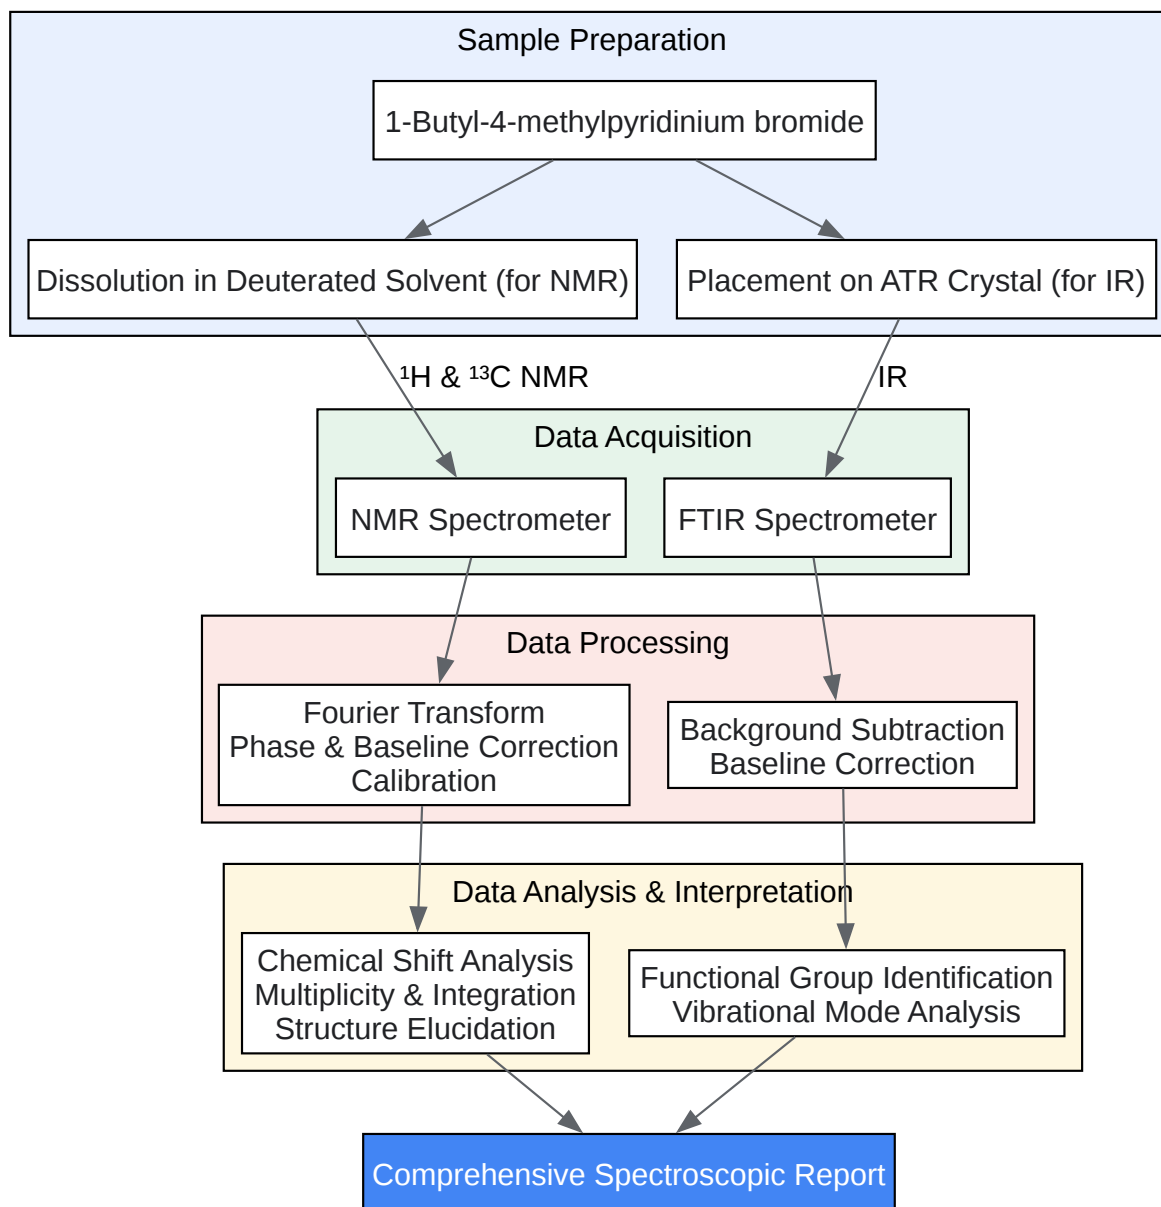 Sample Preparation
1-Butyl-4-methylpyridinium bromide
Dissolution in Deuterated Solvent (for NMR)
Placement on ATR Crystal (for IR)
¹H & ¹³C NMR
IR
Data Acquisition
NMR Spectrometer
FTIR Spectrometer
Data Processing
Fourier Transform
Phase & Baseline Correction
Calibration
Background Subtraction
Baseline Correction
Data Analysis & Interpretation
Chemical Shift Analysis
Multiplicity & Integration
Structure Elucidation
Functional Group Identification
Vibrational Mode Analysis
Comprehensive Spectroscopic Report